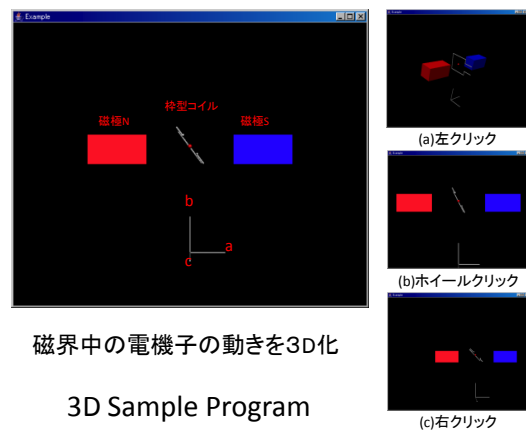 Example
枠型コイル
磁極N
磁極S
b
a
c
磁界中の電機子の動きを3D化
3D Sample Program
(a)左クリック
(b)ホイールクリック
(c)右クリック